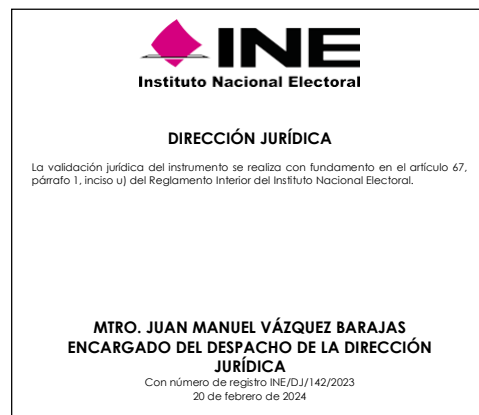 INE
Instituto Nacional Electoral
DIRECCIÓN JURÍDICA
La validación jurídica del instrumento se realiza con fundamento en el artículo 67,
párrafo 1, inciso u) del Reglamento Interior del Instituto Nacional Electoral.
MTRO. JUAN MANUEL VÁZQUEZ BARAJAS
ENCARGADO DEL DESPACHO DE LA DIRECCIÓN
JURÍDICA
Con número de registro INE/DJ/142/2023
20 de febrero de 2024